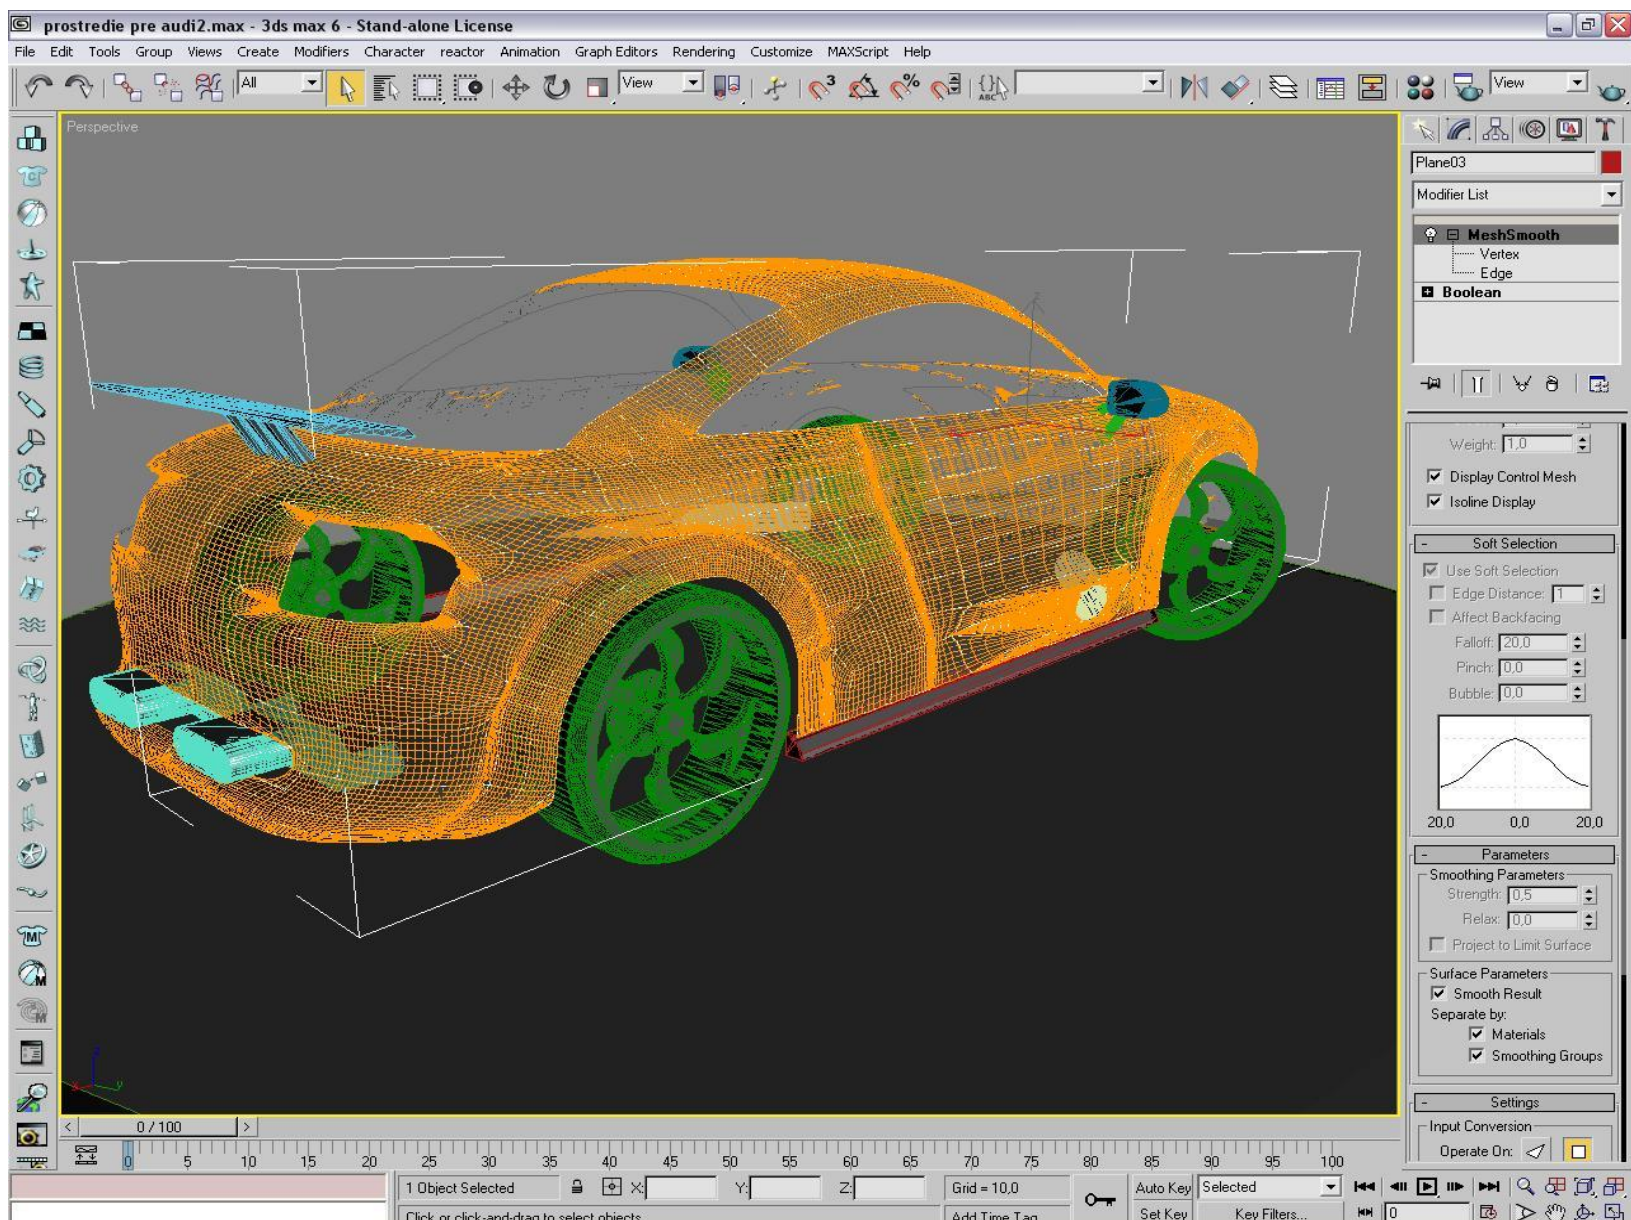 prostredie pre audi2.max - 3ds max 6 - Stand-alone License
File Edit Tools Group Views Create Modifiers Character reactor Animation Graph Editors Rendering Customize MAXScript Help
All View View
Perspective
Plane03
Modifier List
MeshSmooth
Vertex
Edge
Boolean
Weight: 1,0
Display Control Mesh
Isoline Display
- Soft Selection
Use Soft Selection
Edge Distance: 1
Affect Backfacing
Falloff: 20,0
Pinch: 0,0
Bubble: 0,0
20,0 0,0 20,0
- Parameters
Smoothing Parameters
Strength: 0,5
Relax: 0,0
Project to Limit Surface
Surface Parameters
Smooth Result
Separate by:
Materials
Smoothing Groups
- Settings
Input Conversion
Operate On:
z
x y
< 0 / 100 >
0 5 10 15 20 25 30 35 40 45 50 55 60 65 70 75 80 85 90 95 100
1 Object Selected X: Y: Z: Grid = 10,0 Auto Key Selected
Click or click-and-drag to select objects Add Time Tag Set Key Key Filters... 0